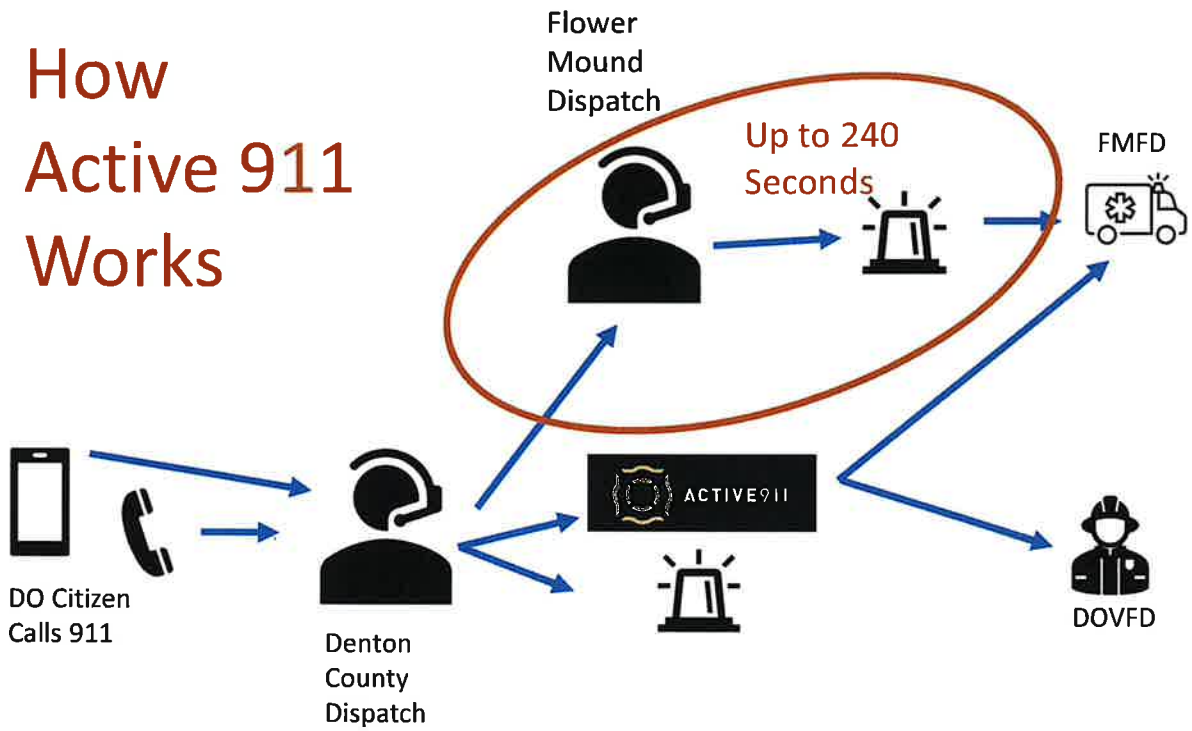 How
Active 911
Works
Flower
Mound
Dispatch
Up to 240
Seconds
FMFD
ACTIVE911
DO Citizen
Calls 911
Denton
County
Dispatch
DOVFD